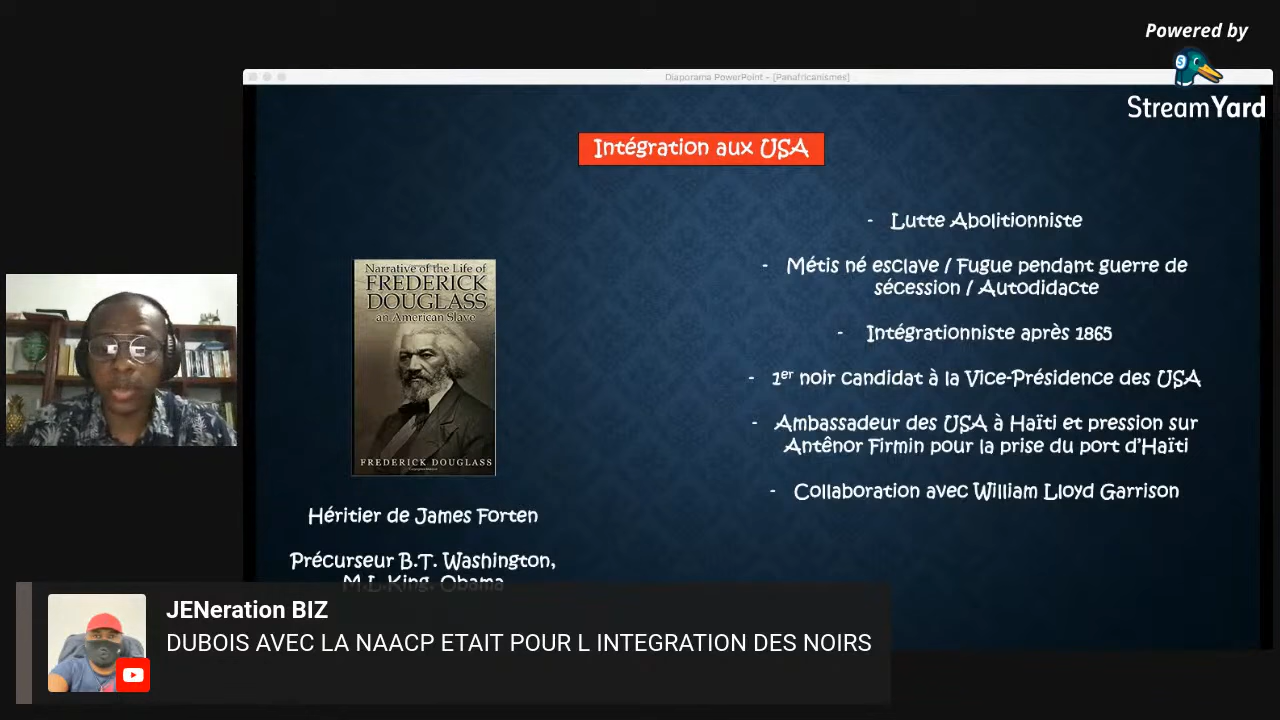 Powered by
StreamYard
Diaporama PowerPoint - [Panafricanismes]
Intégration aux USA
Narrative of the Life of
FREDERICK
DOUGLASS
an American Slave
FREDERICK DOUGLASS
Héritier de James Forten
Précurseur B.T. Washington,
M.L.King, Obama
- Lutte Abolitionniste
- Métis né esclave / Fugue pendant guerre de
sécession / Autodidacte
- Intégrationniste après 1865
- 1er noir candidat à la Vice-Présidence des USA
- Ambassadeur des USA à Haïti et pression sur
Antênor Firmin pour la prise du port d'Haïti
- Collaboration avec William Lloyd Garrison
JENeration BIZ
DUBOIS AVEC LA NAACP ETAIT POUR L INTEGRATION DES NOIRS